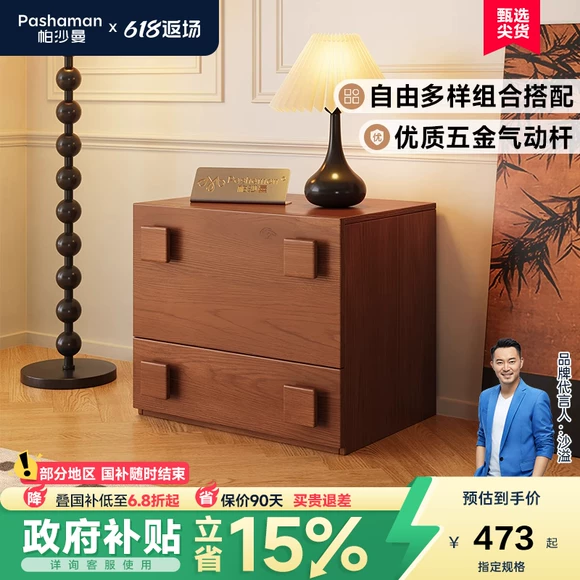 Pashaman
帕沙曼
x 618返场
甄选
尖货
自由多样组合搭配
优质五金气动杆
Pashaman
帕沙曼
品牌代言人:沙溢
部分地区 国补随时结束
降 叠国补低至6.8折起
省 保价90天 买贵退差
政府补贴
详询客服使用
立省
15%
预估到手价
¥ 473 起
指定规格